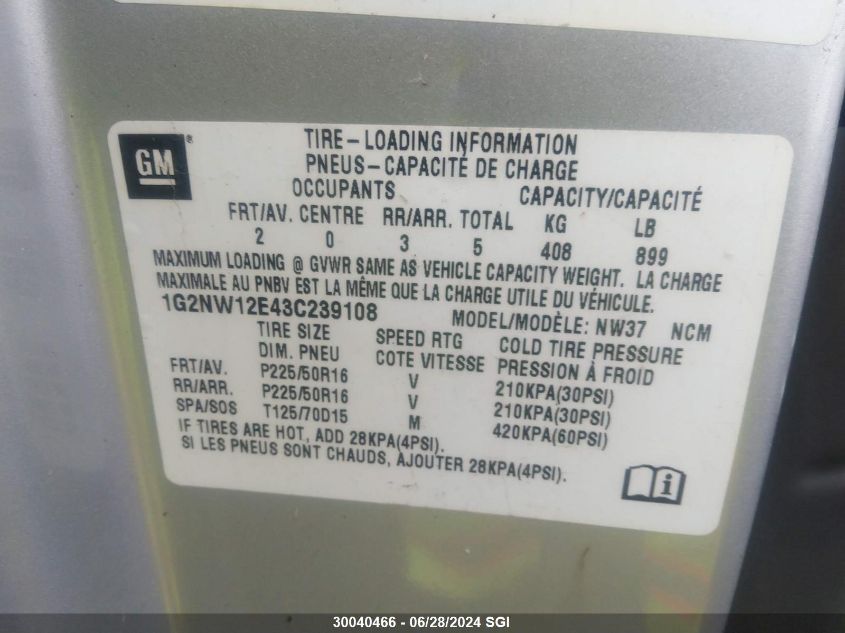 GM®
TIRE-LOADING INFORMATION
PNEUS-CAPACITÉ DE CHARGE
OCCUPANTS CAPACITY/CAPACITÉ
FRT/AV. CENTRE RR/ARR. TOTAL KG LB
2 0 3 5 408 899
MAXIMUM LOADING @ GVWR SAME AS VEHICLE CAPACITY WEIGHT. LA CHARGE
MAXIMALE AU PNBV EST LA MÊME QUE LA CHARGE UTILE DU VÉHICULE.
1G2NW12E43C239108 MODEL/MODÈLE: NW37 NCM
TIRE SIZE SPEED RTG COLD TIRE PRESSURE
DIM. PNEU COTE VITESSE PRESSION À FROID
FRT/AV. P225/50R16 V 210KPA(30PSI)
RR/ARR. P225/50R16 V 210KPA(30PSI)
SPA/SOS T125/70D15 M 420KPA(60PSI)
IF TIRES ARE HOT, ADD 28KPA(4PSI).
SI LES PNEUS SONT CHAUDS, AJOUTER 28KPA(4PSI).
30040466 - 06/28/2024 SGI